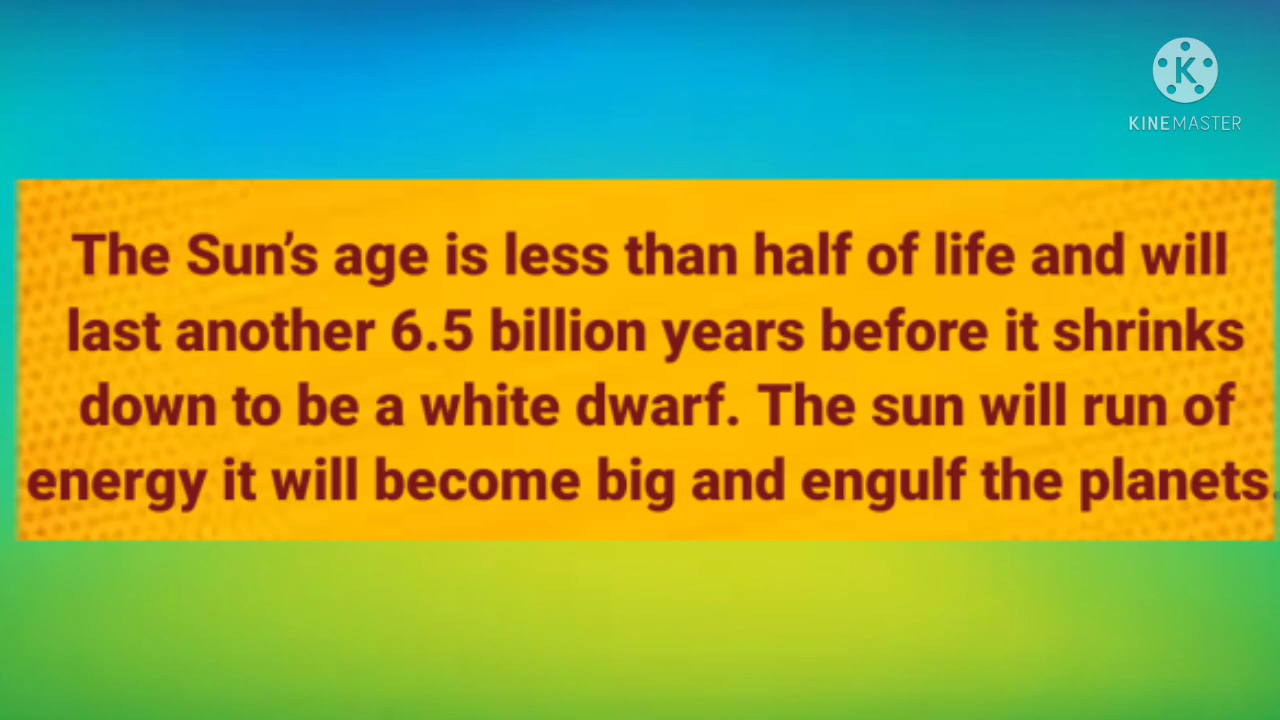 KINEMASTER
The Sun's age is less than half of life and will
last another 6.5 billion years before it shrinks
down to be a white dwarf. The sun will run of
energy it will become big and engulf the planets.